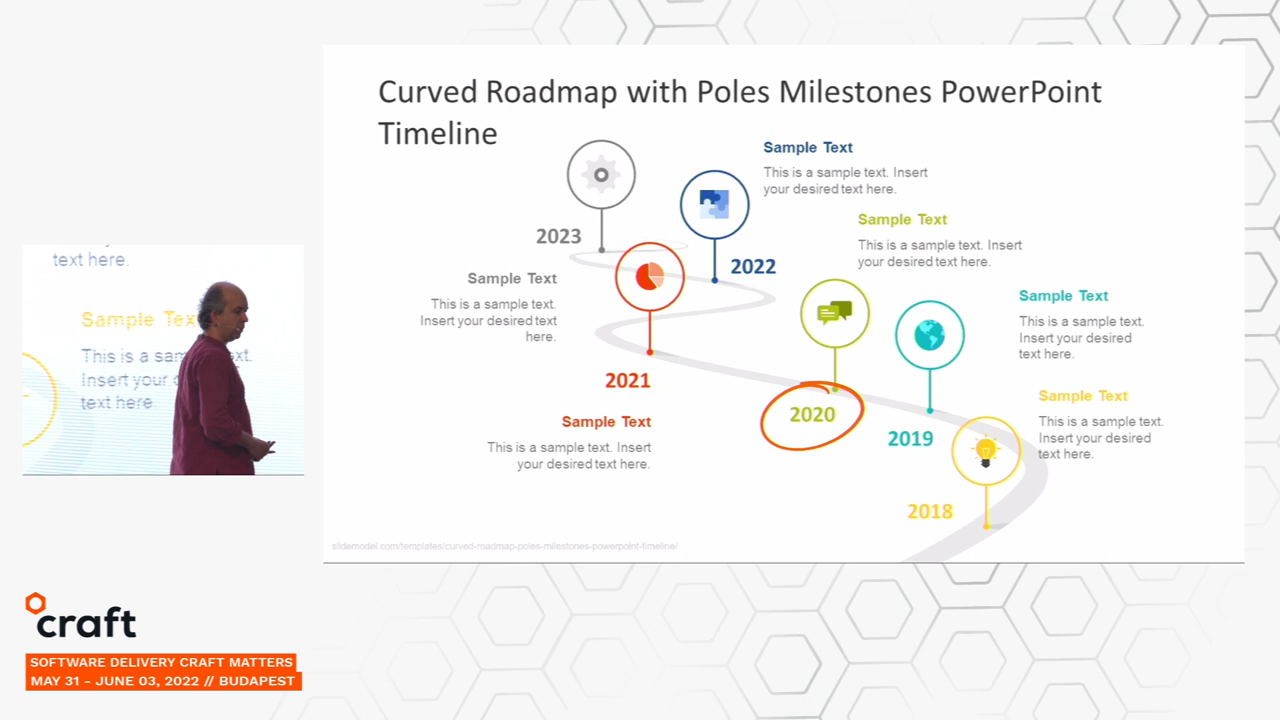 Curved Roadmap with Poles Milestones PowerPoint
Timeline
Sample Text
This is a sample text. Insert
your desired text here.
2023
2022
Sample Text
This is a sample text. Insert
your desired text here.
Sample Text
This is a sample text.
Insert your desired text
here.
Sample Text
This is a sample text.
Insert your desired
text here.
2021
2020
2019
Sample Text
This is a sample text. Insert
your desired text here.
Sample Text
This is a sample text.
Insert your desired
text here.
2018
slidemodel.com/templates/curved-roadmap-poles-milestones-powerpoint-timeline/
text here.
Sample Tex
This is a sam
ext.
Insert your
text here.
craft
SOFTWARE DELIVERY CRAFT MATTERS
MAY 31 - JUNE 03, 2022 // BUDAPEST